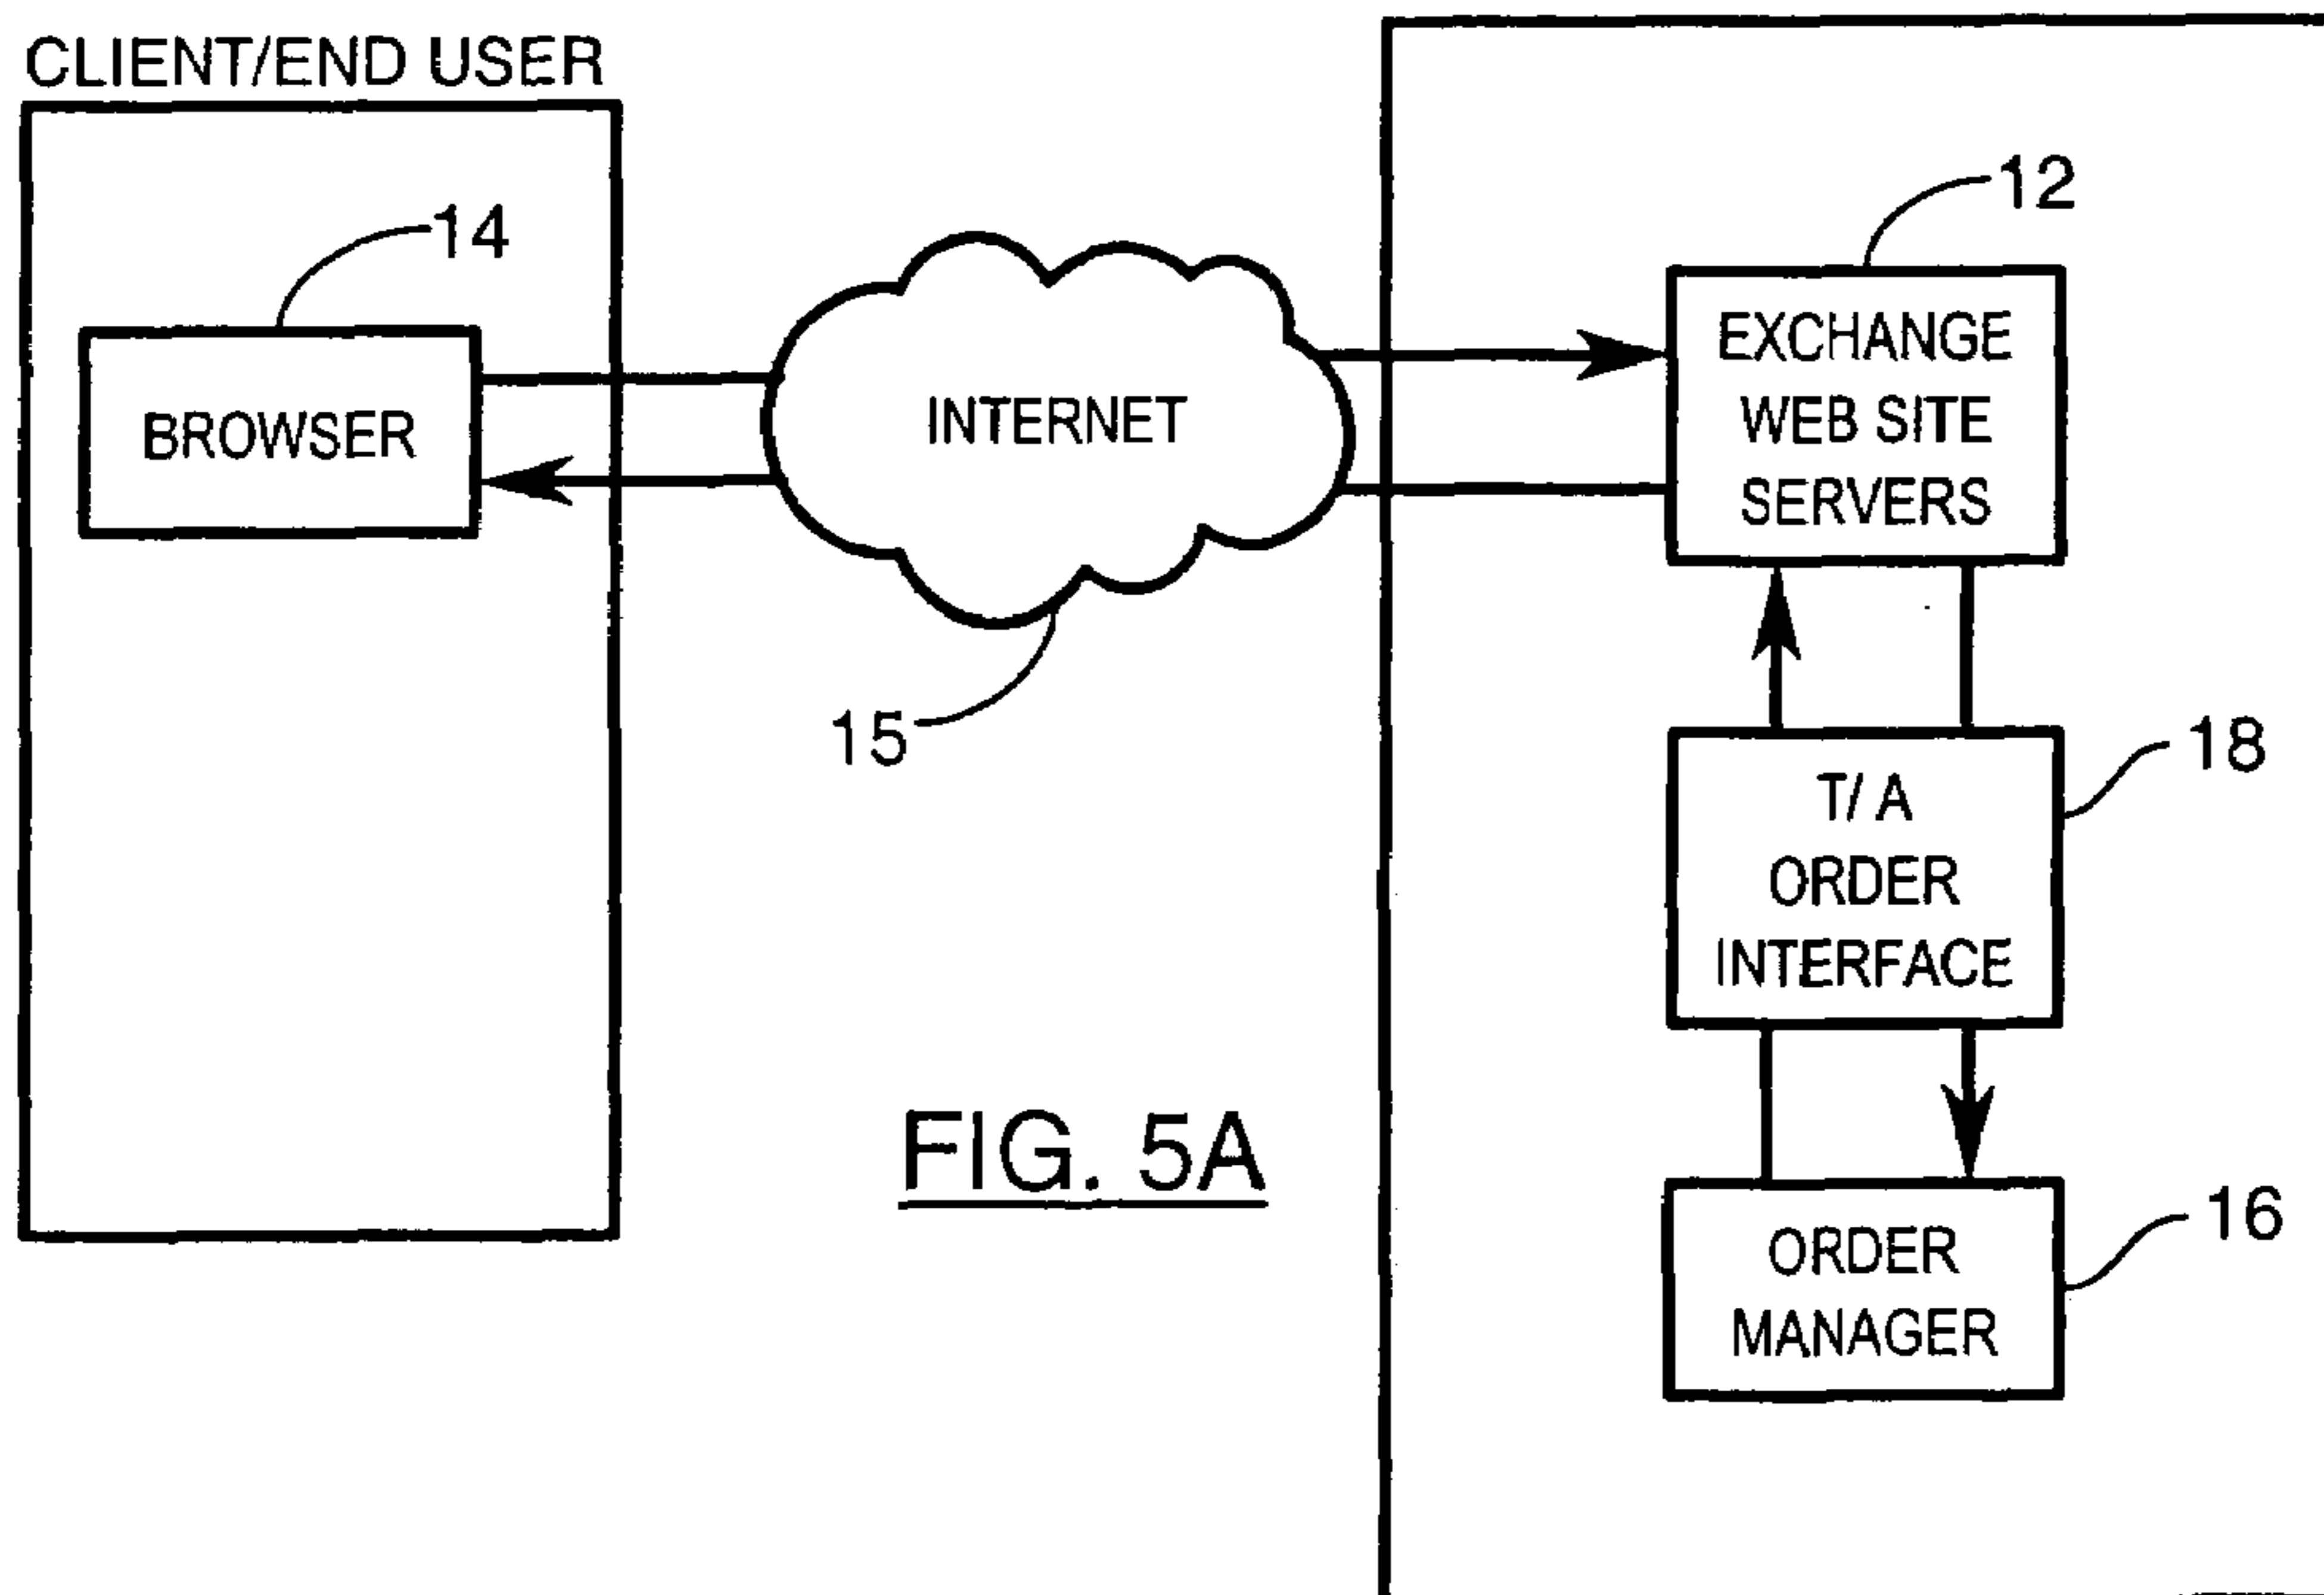 CLIENT/END USER
14
BROWSER
INTERNET
15
12
EXCHANGE
WEB SITE
SERVERS
18
T/A
ORDER
INTERFACE
16
ORDER
MANAGER
FIG. 5A